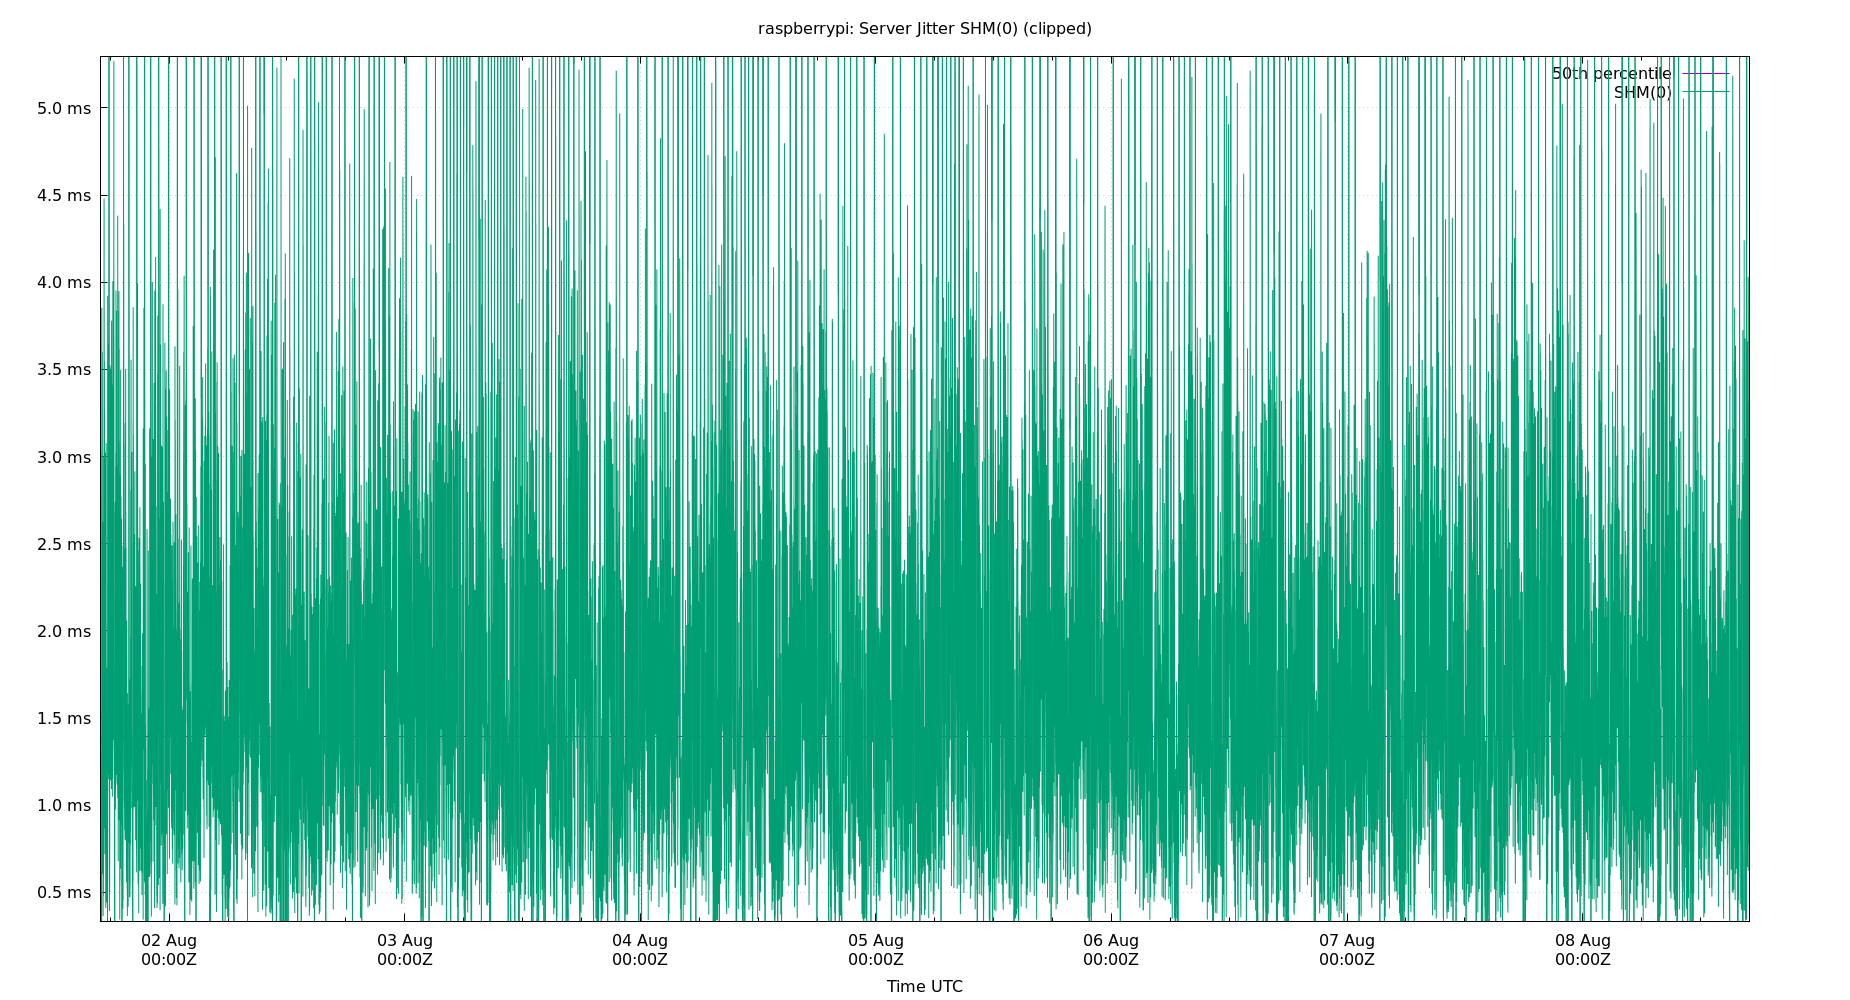 raspberrypi: Server Jitter SHM(0) (clipped)
50th percentile
SHM(0)
5.0 ms
4.5 ms
4.0 ms
3.5 ms
3.0 ms
2.5 ms
2.0 ms
1.5 ms
1.0 ms
0.5 ms
02 Aug 03 Aug 04 Aug 05 Aug 06 Aug 07 Aug 08 Aug
00:00Z 00:00Z 00:00Z 00:00Z 00:00Z 00:00Z 00:00Z
Time UTC